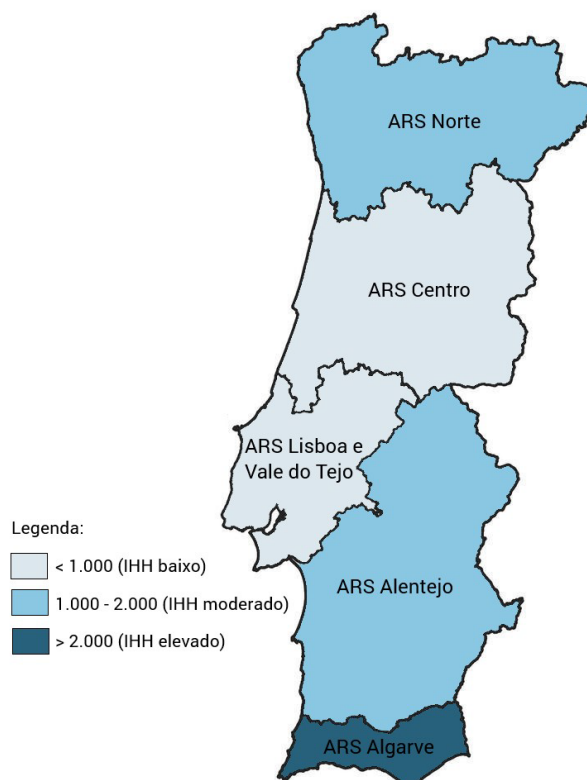 ARS Norte
ARS Centro
ARS Lisboa e
Vale do Tejo
Legenda:
< 1.000 (IHH baixo)
1.000 - 2.000 (IHH moderado)
> 2.000 (IHH elevado)
ARS Alentejo
ARS Algarve